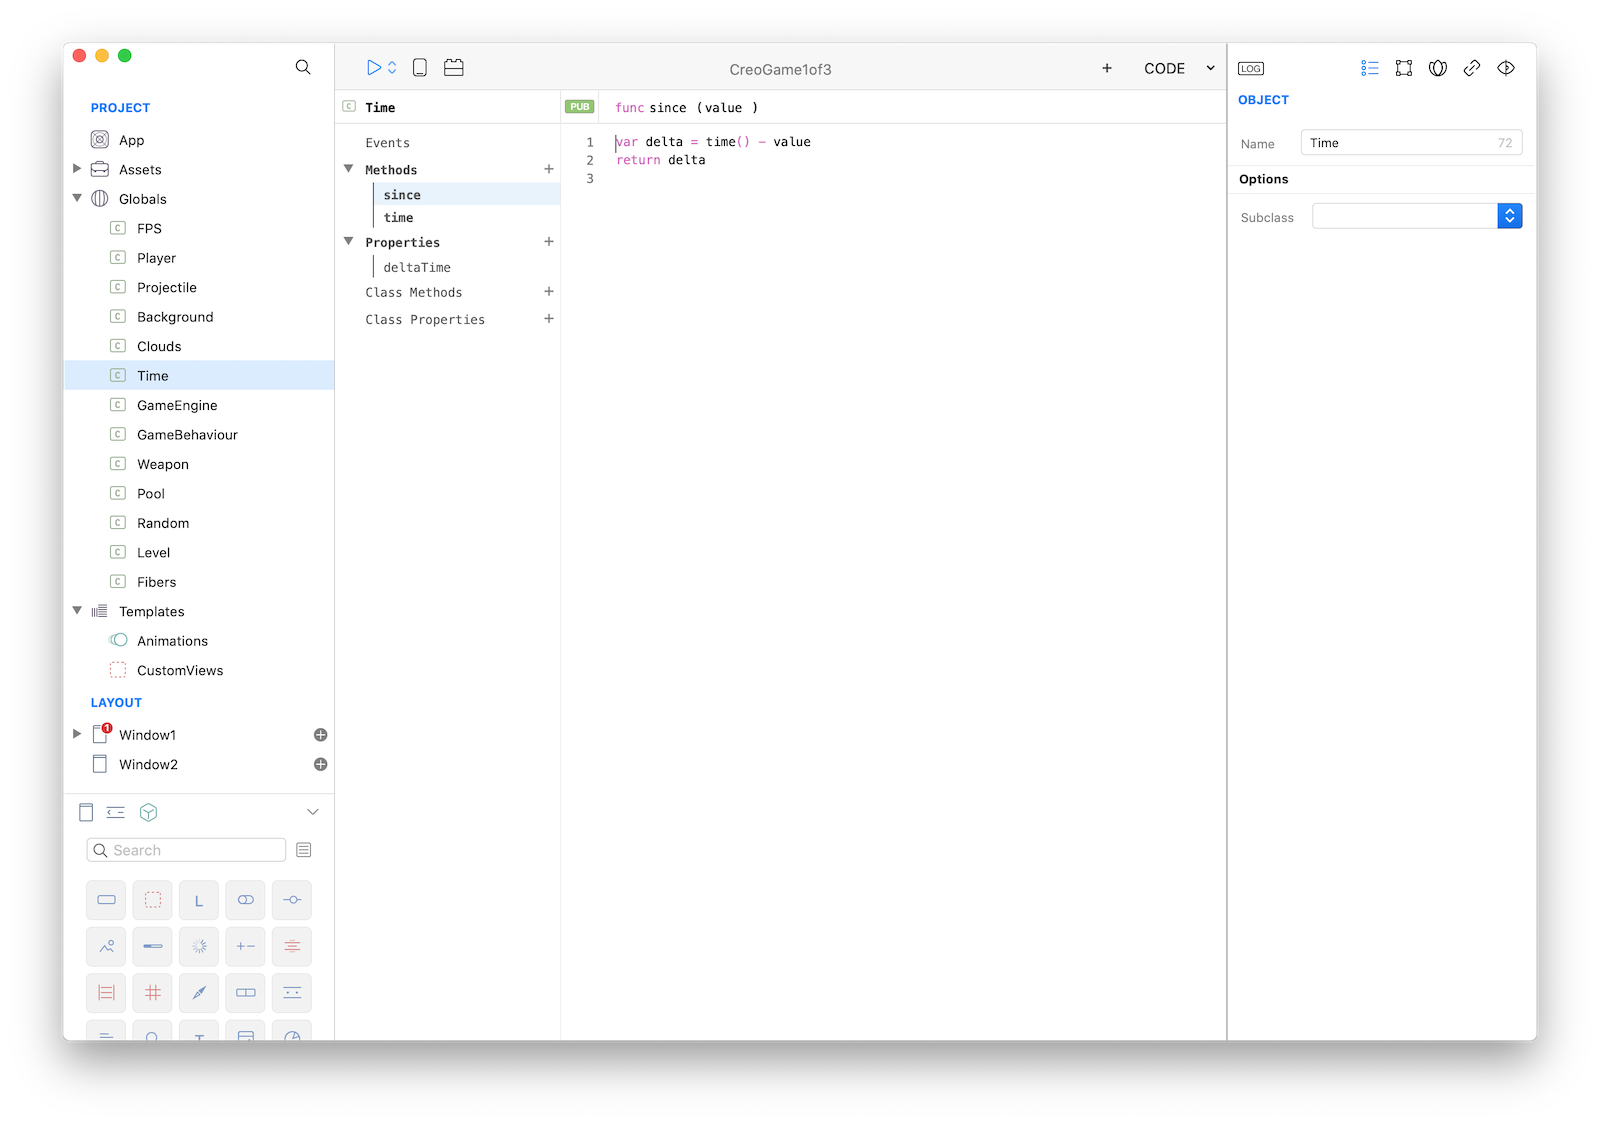 CreoGame1of3
+ CODE
LOG
PROJECT
App
Assets
Globals
C FPS
C Player
C Projectile
C Background
C Clouds
C Time
C GameEngine
C GameBehaviour
C Weapon
C Pool
C Random
C Level
C Fibers
Templates
Animations
CustomViews
LAYOUT
1 Window1
Window2
Search
L
T
C Time
Events
Methods +
since
time
Properties +
deltaTime
Class Methods +
Class Properties +
PUB func since (value )
1 var delta = time() - value
2 return delta
3
OBJECT
Name Time 72
Options
Subclass